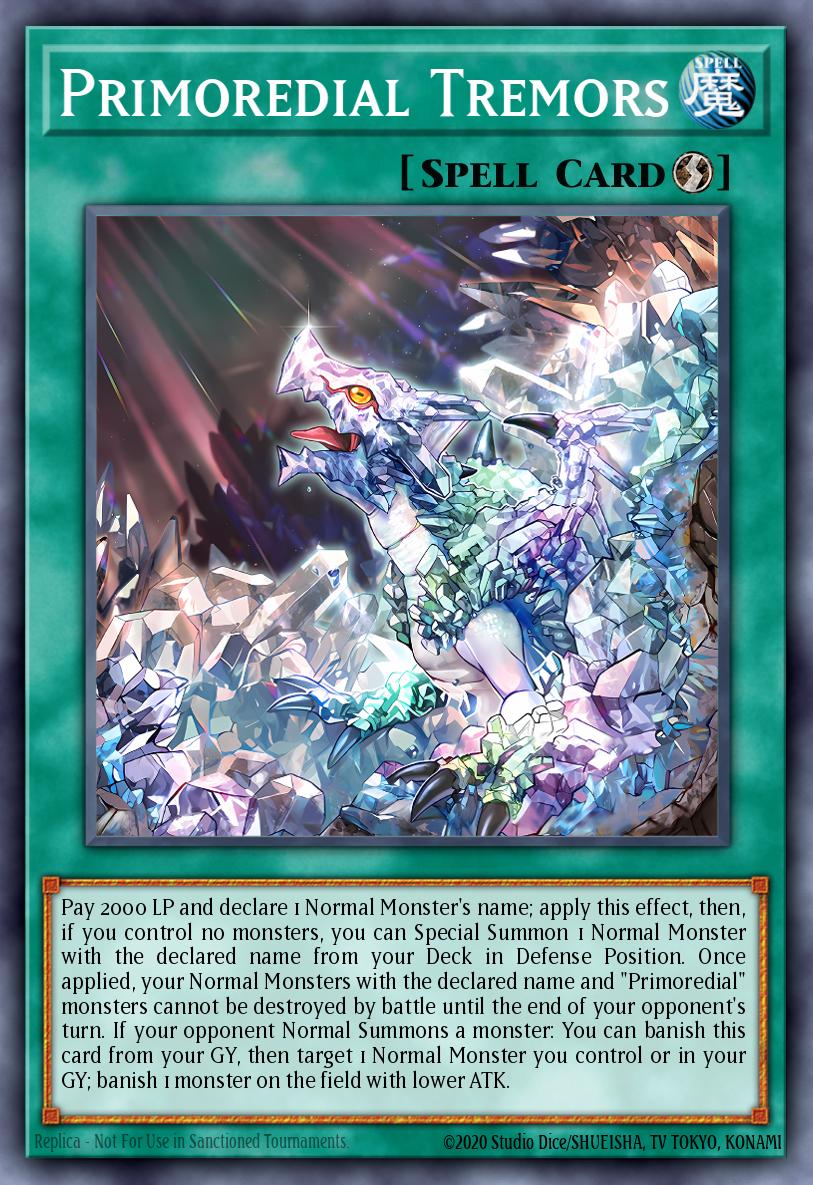 PRIMOREDIAL TREMORS
SPELL
魔
[SPELL CARD]
Pay 2000 LP and declare 1 Normal Monster's name; apply this effect, then,
if you control no monsters, you can Special Summon 1 Normal Monster
with the declared name from your Deck in Defense Position. Once
applied, your Normal Monsters with the declared name and "Primoredial"
monsters cannot be destroyed by battle until the end of your opponent's
turn. If your opponent Normal Summons a monster: You can banish this
card from your GY, then target 1 Normal Monster you control or in your
GY; banish 1 monster on the field with lower ATK.
Replica - Not For Use in Sanctioned Tournaments.
©2020 Studio Dice/SHUEISHA, TV TOKYO, KONAMI